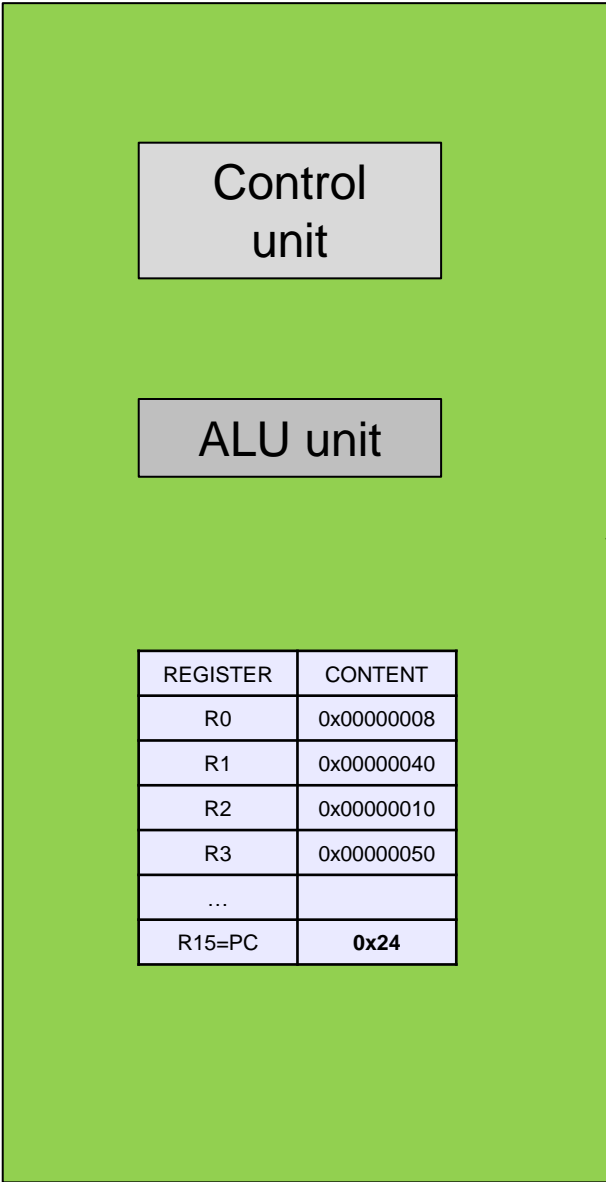 Control
unit
ALU unit
REGISTER CONTENT
R0 0x00000008
R1 0x00000040
R2 0x00000010
R3 0x00000050
…
R15=PC 0x24